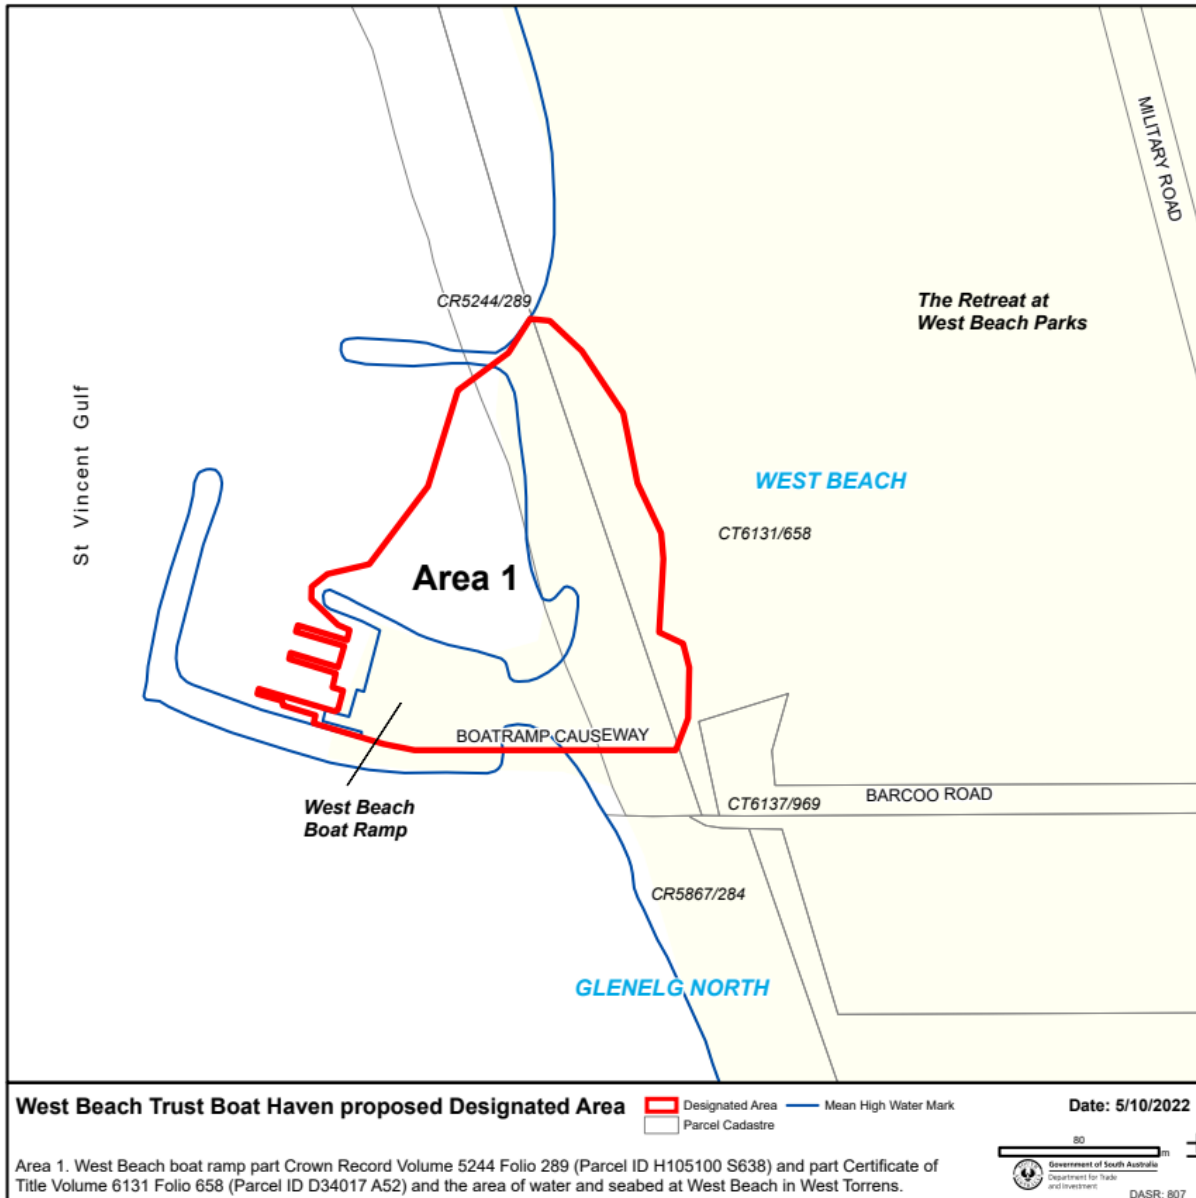 MILITARY ROAD
CR5244/289
The Retreat at
West Beach Parks
St Vincent Gulf
WEST BEACH
CT6131/658
Area 1
BOATRAMP CAUSEWAY
West Beach
Boat Ramp
CT6137/969
BARCOO ROAD
CR5867/284
GLENELG NORTH
West Beach Trust Boat Haven proposed Designated Area
Designated Area
Mean High Water Mark
Parcel Cadastre
Date: 5/10/2022
Area 1. West Beach boat ramp part Crown Record Volume 5244 Folio 289 (Parcel ID H105100 S638) and part Certificate of
Title Volume 6131 Folio 658 (Parcel ID D34017 A52) and the area of water and seabed at West Beach in West Torrens.
80
m
Government of South Australia
Department for Trade
and Investment
DASR: 807